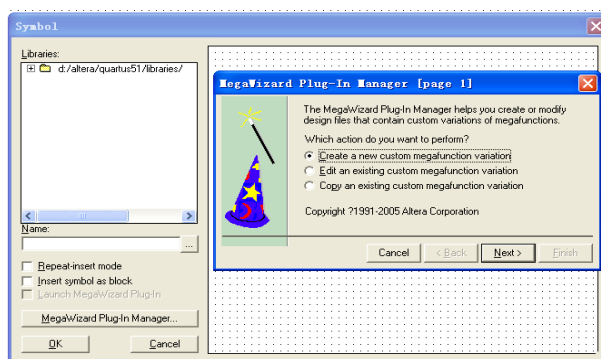 Symbol
Libraries:
d:/altera/quartus51/libraries/
Name:
...
Repeat-insert mode
Insert symbol as block
Launch MegaWizard Plug-In
MegaWizard Plug-In Manager...
OK
Cancel
MegaWizard Plug-In Manager [page 1]
The MegaWizard Plug-In Manager helps you create or modify
design files that contain custom variations of megafunctions.
Which action do you want to perform?
Create a new custom megafunction variation
Edit an existing custom megafunction variation
Copy an existing custom megafunction variation
Copyright ?1991-2005 Altera Corporation
Cancel
< Back
Next >
Finish